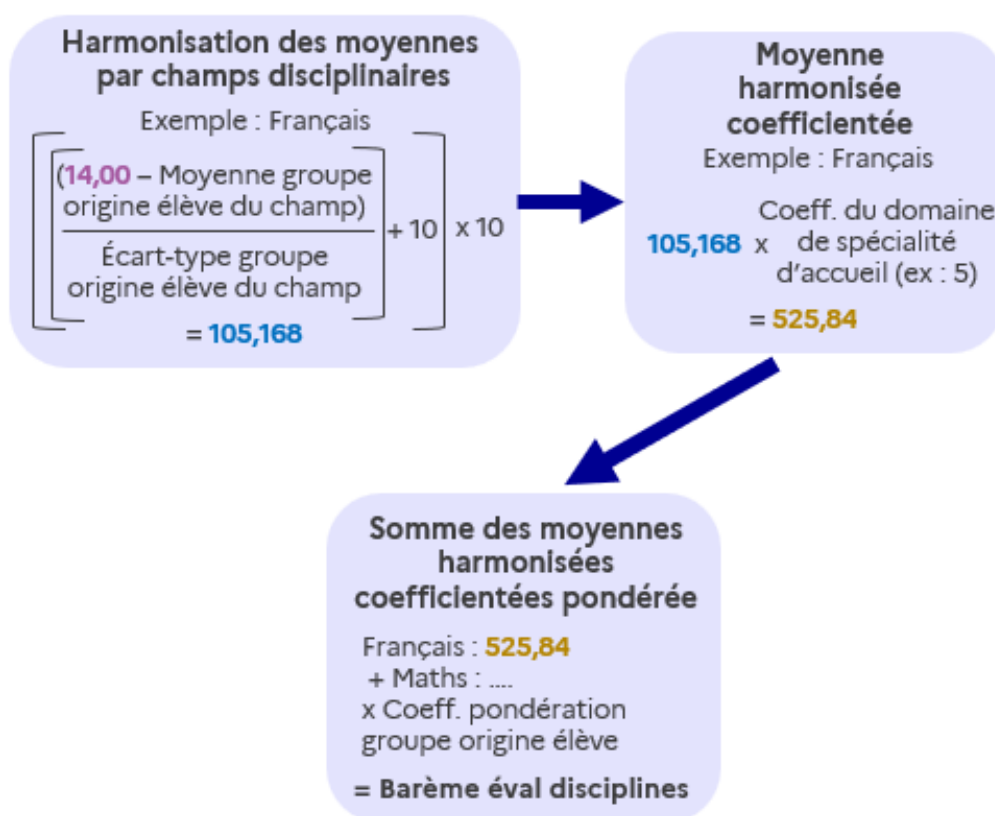 Harmonisation des moyennes
par champs disciplinaires
Exemple : Français
(14,00 – Moyenne groupe
origine élève du champ)
Écart-type groupe
origine élève du champ
+ 10
x 10
= 105,168
Moyenne
harmonisée
coefficientée
Exemple : Français
105,168 x
Coeff. du domaine
de spécialité
d’accueil (ex : 5)
= 525,84
Somme des moyennes
harmonisées
coefficientées pondérée
Français : 525,84
+ Maths : ....
x Coeff. pondération
groupe origine élève
= Barème éval disciplines